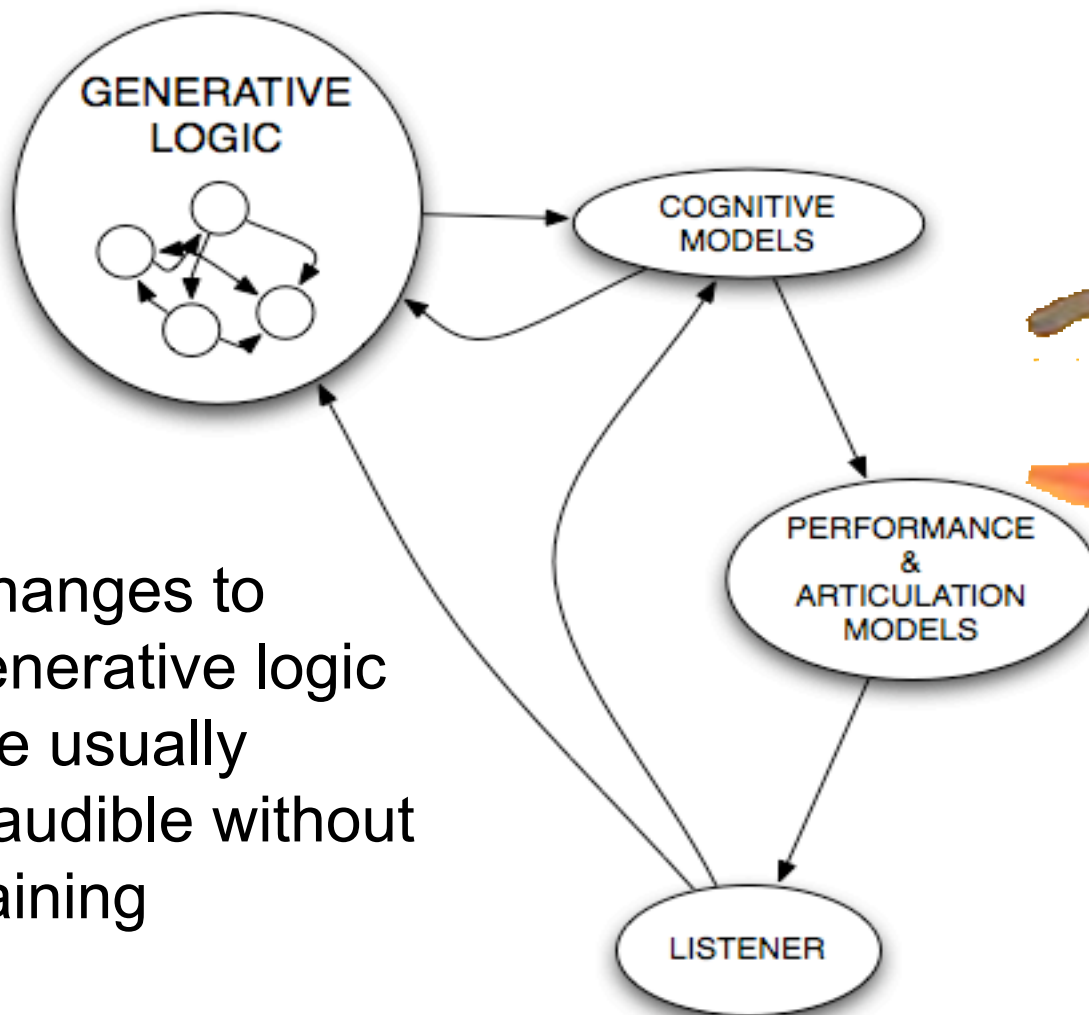 GENERATIVE
LOGIC
COGNITIVE
MODELS
PERFORMANCE
&
ARTICULATION
MODELS
hanges to
enerative logic
e usually
audible without
aining
LISTENER